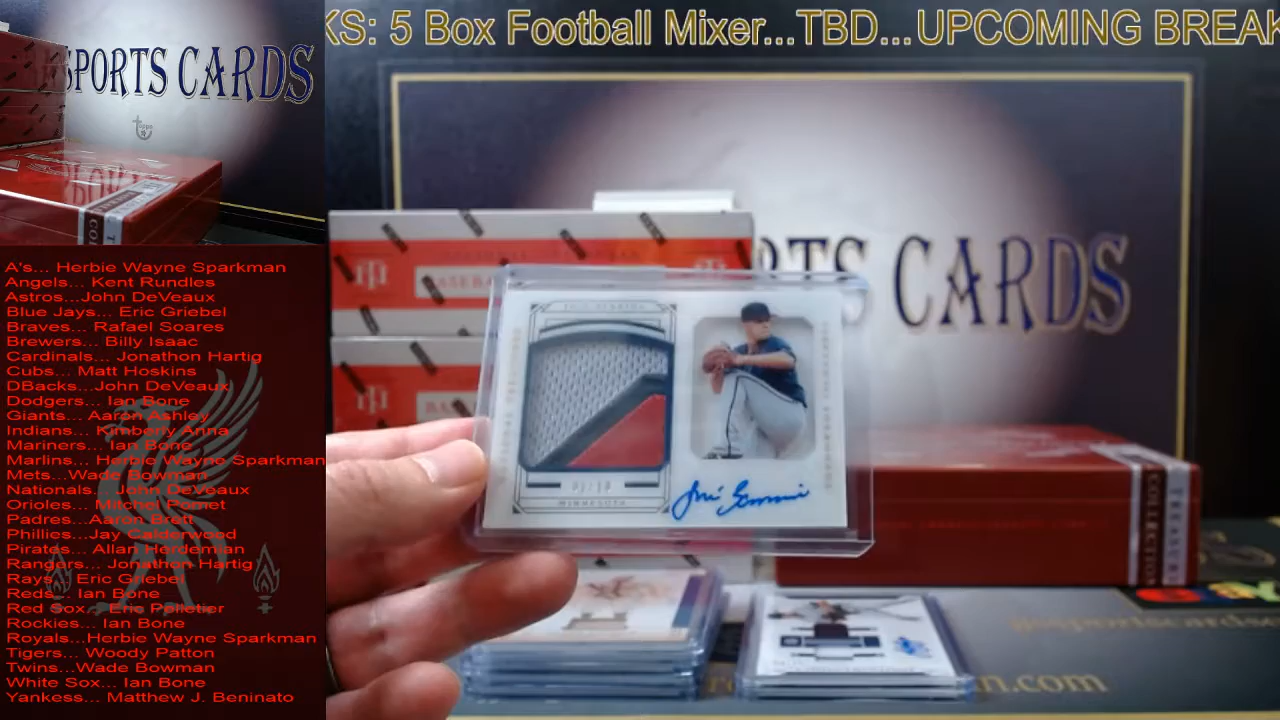 KS: 5 Box Football Mixer...TBD...UPCOMING BREAK
SPORTS CARDS
RTS CARDS
A's... Herbie Wayne Sparkman
Angels... Kent Rundles
Astros...John DeVeaux
Blue Jays... Eric Griebel
Braves... Rafael Soares
Brewers... Billy Isaac
Cardinals... Jonathon Hartig
Cubs... Matt Hoskins
DBacks...John DeVeaux
Dodgers... Ian Bone
Giants... Aaron Ashley
Indians... Kimberly Anna
Mariners... Ian Bone
Marlins... Herbie Wayne Sparkman
Mets...Wade Bowman
Nationals...John DeVeaux
Orioles... Mitchel Pomet
Padres...Aaron Brett
Phillies...Jay Calderwood
Pirates... Allan Herdemian
Rangers... Jonathon Hartig
Rays... Eric Griebel
Reds... Ian Bone
Red Sox... Eric Pelletier
Rockies... Ian Bone
Royals...Herbie Wayne Sparkman
Tigers... Woody Patton
Twins...Wade Bowman
White Sox... Ian Bone
Yankess... Matthew J. Beninato
MINNESOTA
TREASURY
COLLECTION